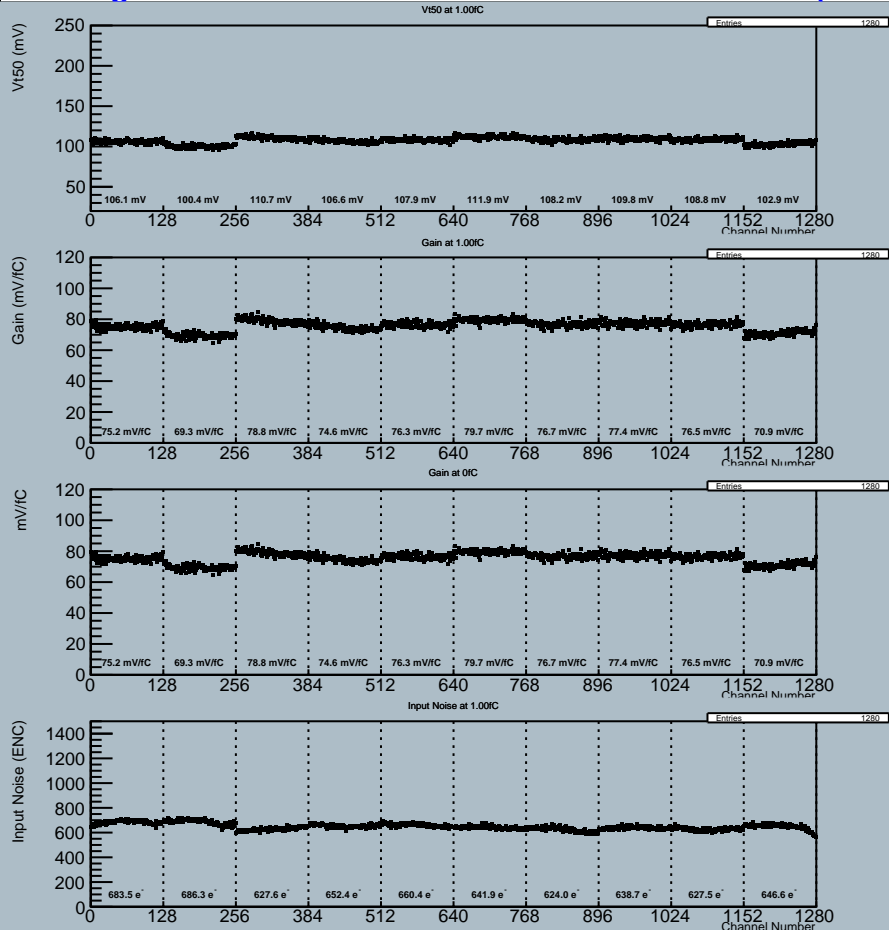 Vt50 at 1.00fC
Entries 1280
Vt50 (mV)
250
200
150
100
50
106.1 mV 100.4 mV 110.7 mV 106.6 mV 107.9 mV 111.9 mV 108.2 mV 109.8 mV 108.8 mV 102.9 mV
0 128 256 384 512 640 768 896 1024 1152 1280
Channel Number
Gain at 1.00fC
Entries 1280
Gain (mV/fC)
120
100
80
60
40
20
0
75.2 mV/fC 69.3 mV/fC 78.8 mV/fC 74.6 mV/fC 76.3 mV/fC 79.7 mV/fC 76.7 mV/fC 77.4 mV/fC 76.5 mV/fC 70.9 mV/fC
0 128 256 384 512 640 768 896 1024 1152 1280
Channel Number
Gain at 0fC
Entries 1280
mV/fC
120
100
80
60
40
20
0
75.2 mV/fC 69.3 mV/fC 78.8 mV/fC 74.6 mV/fC 76.3 mV/fC 79.7 mV/fC 76.7 mV/fC 77.4 mV/fC 76.5 mV/fC 70.9 mV/fC
0 128 256 384 512 640 768 896 1024 1152 1280
Channel Number
Input Noise at 1.00fC
Entries 1280
Input Noise (ENC)
1400
1200
1000
800
600
400
200
0
683.5 e⁻ 686.3 e⁻ 627.6 e⁻ 652.4 e⁻ 660.4 e⁻ 641.9 e⁻ 624.0 e⁻ 638.7 e⁻ 627.5 e⁻ 646.6 e⁻
0 128 256 384 512 640 768 896 1024 1152 1280
Channel Number